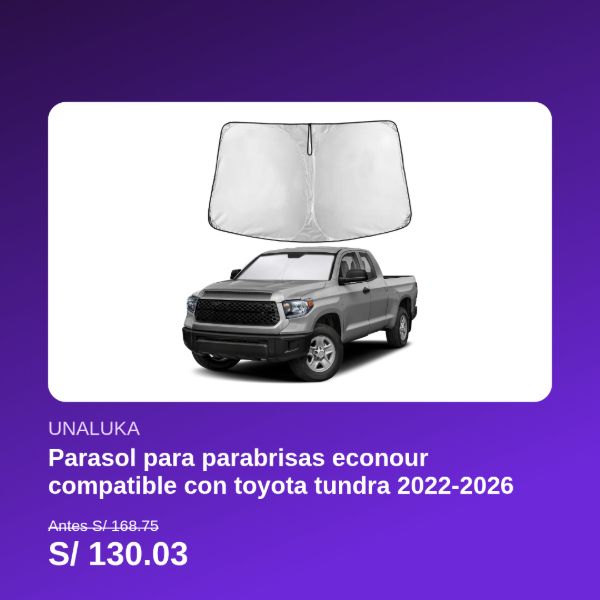 UNALUKA
Parasol para parabrisas econour
compatible con toyota tundra 2022-2026
Antes S/ 168.75
S/ 130.03